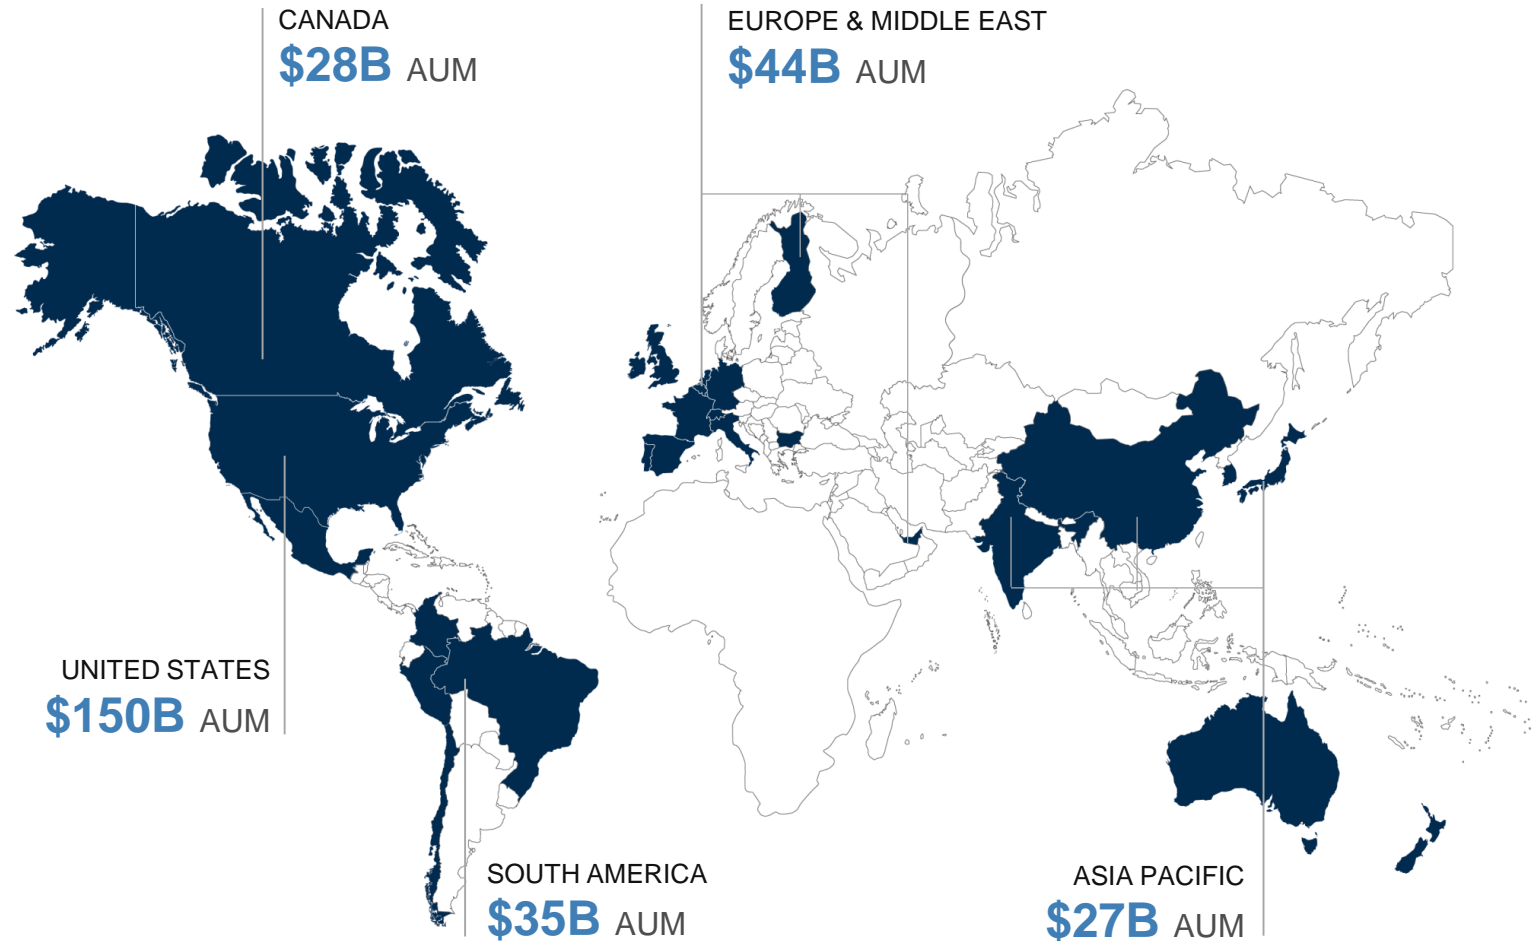 CANADA
$28B AUM
EUROPE & MIDDLE EAST
$44B AUM
UNITED STATES
$150B AUM
SOUTH AMERICA
$35B AUM
ASIA PACIFIC
$27B AUM